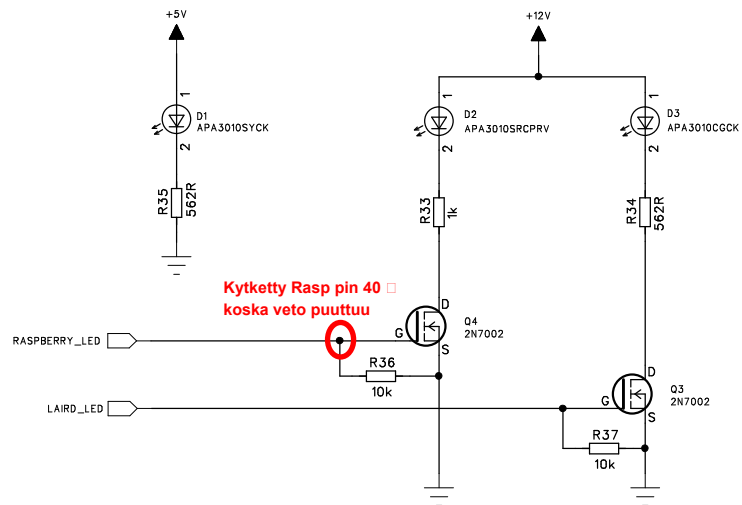 +5V
+12V
1
D1
APA3010SYCK
2
1
D2
APA3010SRCPRV
2
1
D3
APA3010CGCK
2
R35
562R
R33
1k
R34
562R
Kytketty Rasp pin 40 □
koska veto puuttuu
D
Q4
2N7002
G
S
RASPBERRY_LED
R36
10k
D
Q3
2N7002
G
S
LAIRD_LED
R37
10k